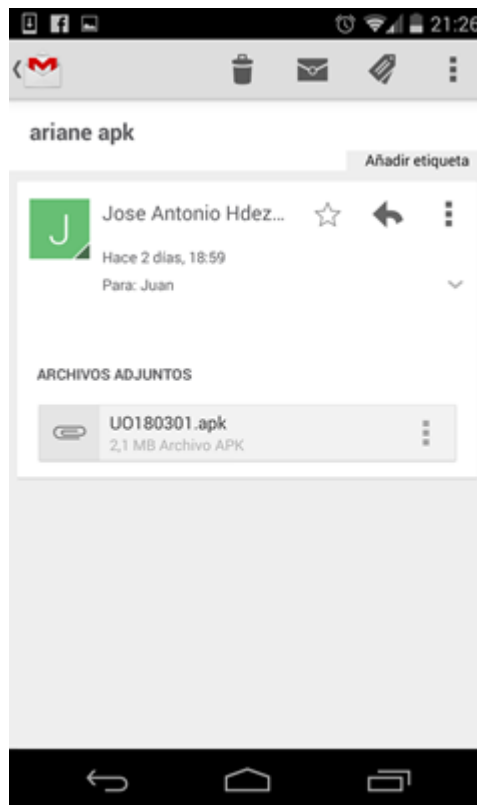 21:26
ariane apk
Añadir etiqueta
J
Jose Antonio Hdez...
Hace 2 días, 18:59
Para: Juan
ARCHIVOS ADJUNTOS
UO180301.apk
2,1 MB Archivo APK